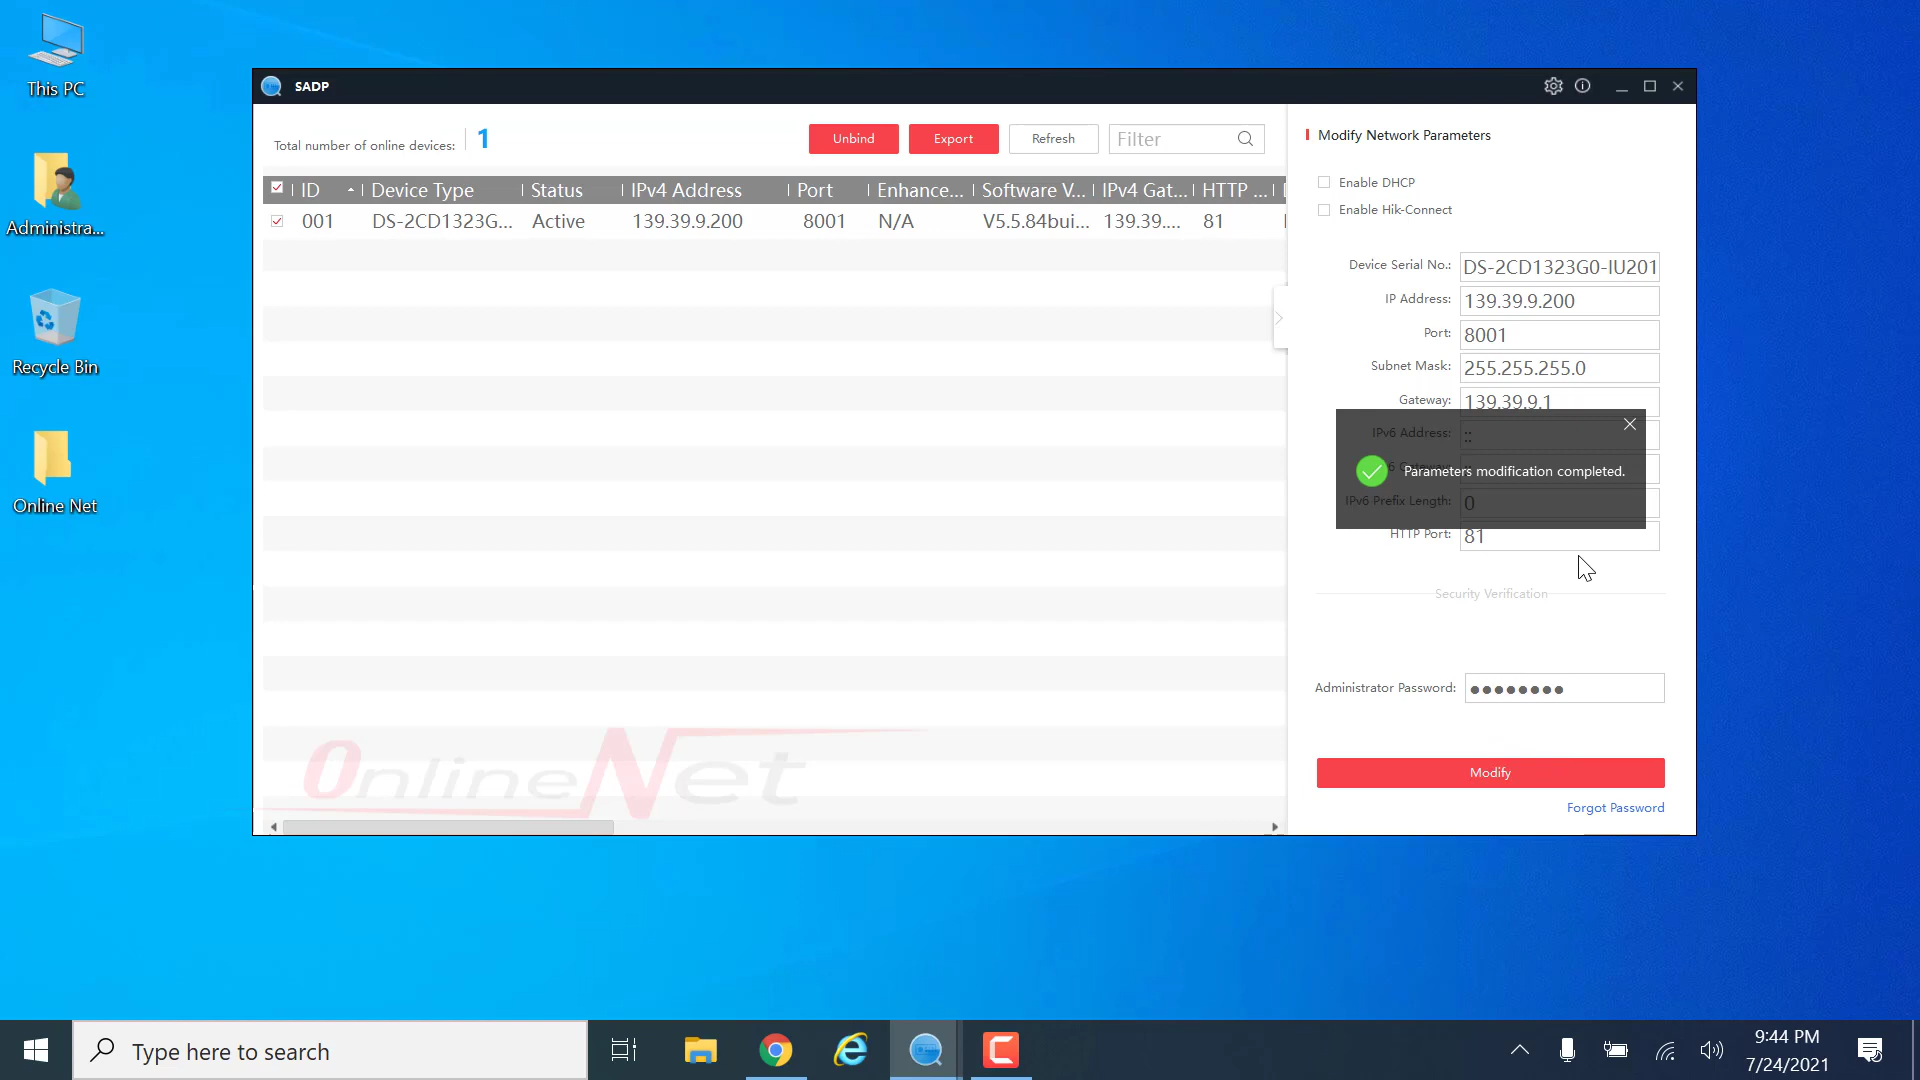 This PC
Administra...
Recycle Bin
Online Net
SADP
Total number of online devices: 1
Unbind
Export
Refresh
Filter
ID
Device Type
Status
IPv4 Address
Port
Enhance...
Software V...
IPv4 Gat...
HTTP ...
001
DS-2CD1323G...
Active
139.39.9.200
8001
N/A
V5.5.84bui...
139.39....
81
OnlineNet
Modify Network Parameters
Enable DHCP
Enable Hik-Connect
Device Serial No.: DS-2CD1323G0-IU201
IP Address: 139.39.9.200
Port: 8001
Subnet Mask: 255.255.255.0
Gateway: 139.39.9.1
IPv6 Address: ::
Parameters modification completed.
IPv6 Prefix Length: 0
HTTP Port: 81
Security Verification
Administrator Password: ●●●●●●●●
Modify
Forgot Password
Type here to search
9:44 PM
7/24/2021